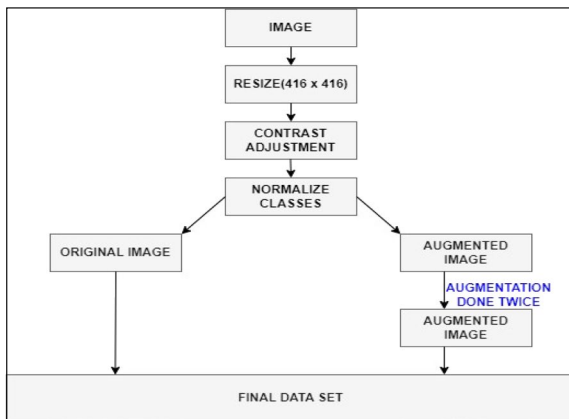 IMAGE
RESIZE(416 x 416)
CONTRAST
ADJUSTMENT
NORMALIZE
CLASSES
ORIGINAL IMAGE
AUGMENTED
IMAGE
AUGMENTATION
DONE TWICE
AUGMENTED
IMAGE
FINAL DATA SET